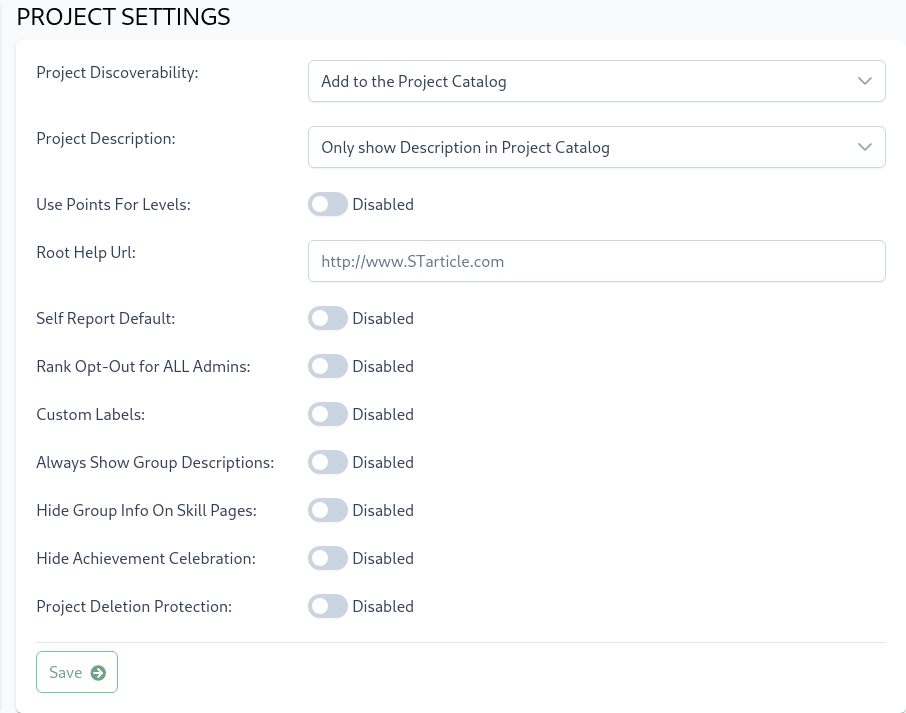 PROJECT SETTINGS
Project Discoverability:
Add to the Project Catalog
Project Description:
Only show Description in Project Catalog
Use Points For Levels:
Disabled
Root Help Url:
http://www.STarticle.com
Self Report Default:
Disabled
Rank Opt-Out for ALL Admins:
Disabled
Custom Labels:
Disabled
Always Show Group Descriptions:
Disabled
Hide Group Info On Skill Pages:
Disabled
Hide Achievement Celebration:
Disabled
Project Deletion Protection:
Disabled
Save